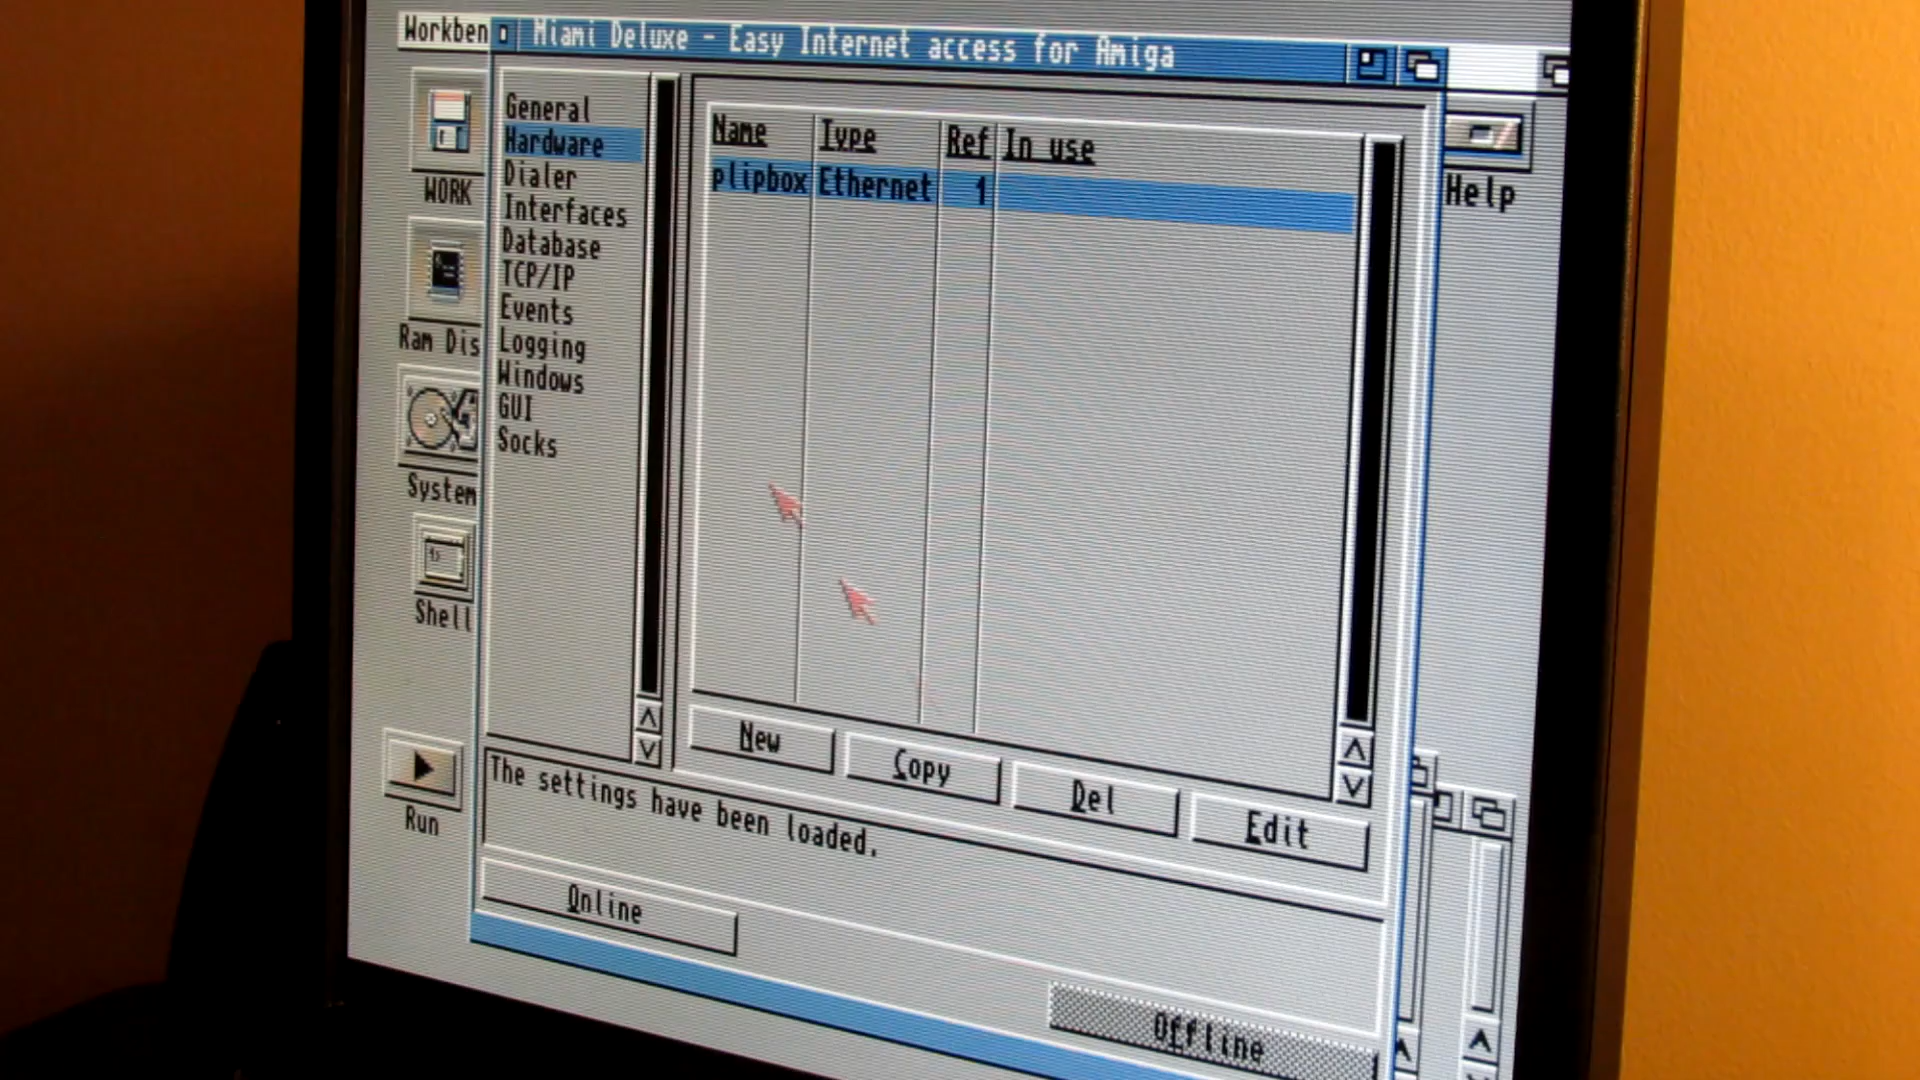 Workben
Miami Deluxe - Easy Internet access for Amiga
WORK
Ram Dis
System
Shell
Run
General
Hardware
Dialer
Interfaces
Database
TCP/IP
Events
Logging
Windows
GUI
Socks
Name Type Ref In use
plipbox Ethernet 1
Help
New Copy Del Edit
The settings have been loaded.
Online
Offline